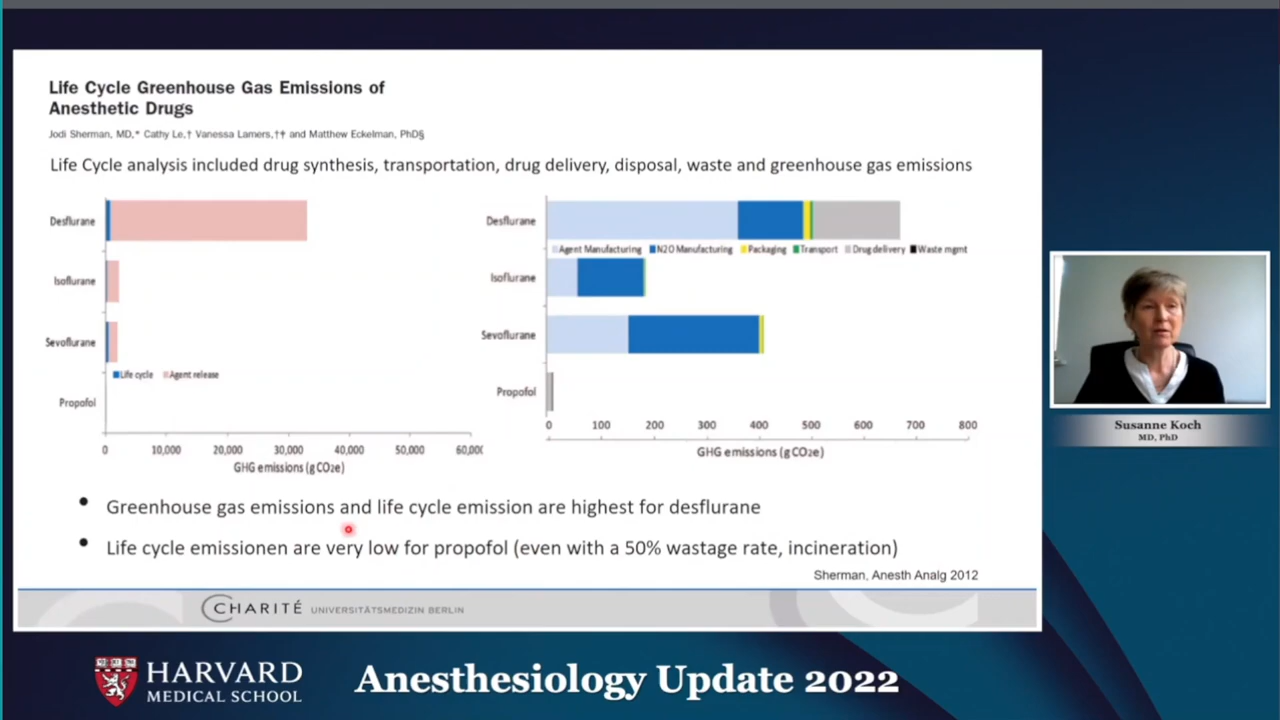 Life Cycle Greenhouse Gas Emissions of
Anesthetic Drugs
Jodi Sherman, MD,* Cathy Le,† Vanessa Lamers,†† and Matthew Eckelman, PhD§
Life Cycle analysis included drug synthesis, transportation, drug delivery, disposal, waste and greenhouse gas emissions
Desflurane
Isoflurane
Sevoflurane
Life cycle Agent release
Propofol
0 10,000 20,000 30,000 40,000 50,000 60,00
GHG emissions (g CO2e)
Desflurane
Agent Manufacturing N2O Manufacturing Packaging Transport Drug delivery Waste mgmt
Isoflurane
Sevoflurane
Propofol
0 100 200 300 400 500 600 700 800
GHG emissions (g CO2e)
• Greenhouse gas emissions and life cycle emission are highest for desflurane
• Life cycle emissionen are very low for propofol (even with a 50% wastage rate, incineration)
Sherman, Anesth Analg 2012
CHARITÉ UNIVERSITÄTSMEDIZIN BERLIN
Susanne Koch
MD, PhD
HARVARD
MEDICAL SCHOOL
Anesthesiology Update 2022